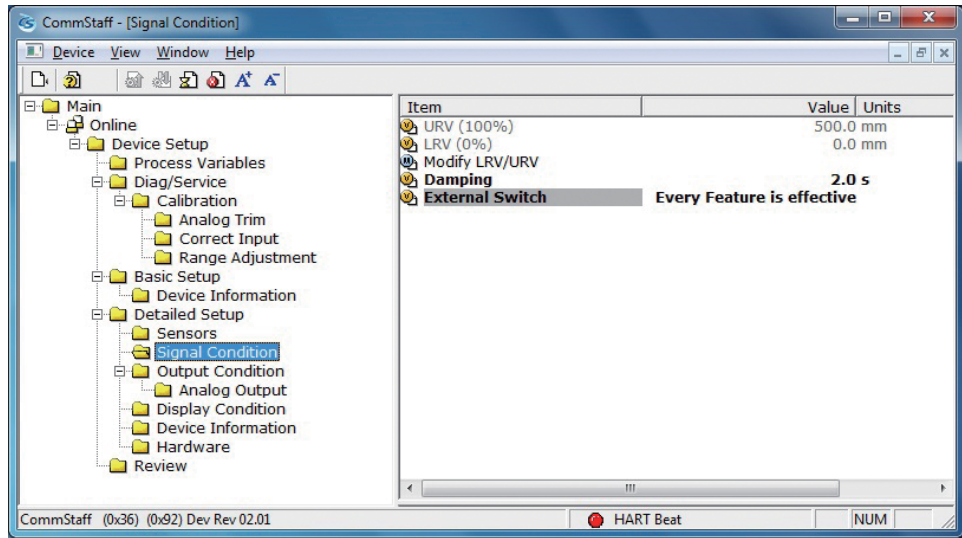 CommStaff - [Signal Condition]
Device View Window Help
Main
Online
Device Setup
Process Variables
Diag/Service
Calibration
Analog Trim
Correct Input
Range Adjustment
Basic Setup
Device Information
Detailed Setup
Sensors
Signal Condition
Output Condition
Analog Output
Display Condition
Device Information
Hardware
Review
Item Value Units
URV (100%) 500.0 mm
LRV (0%) 0.0 mm
Modify LRV/URV
Damping 2.0 s
External Switch Every Feature is effective
CommStaff (0x36) (0x92) Dev Rev 02.01 HART Beat NUM